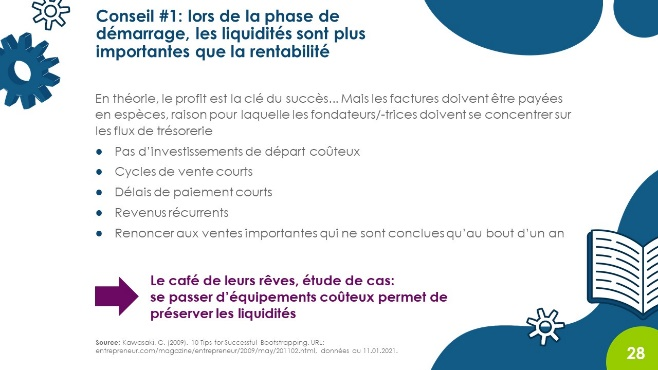 Conseil #1: lors de la phase de
démarrage, les liquidités sont plus
importantes que la rentabilité
En théorie, le profit est la clé du succès... Mais les factures doivent être payées
en espèces, raison pour laquelle les fondateurs/-trices doivent se concentrer sur
les flux de trésorerie
● Pas d'investissements de départ coûteux
● Cycles de vente courts
● Délais de paiement courts
● Revenus récurrents
● Renoncer aux ventes importantes qui ne sont conclues qu'au bout d'un an
Le café de leurs rêves, étude de cas:
se passer d'équipements coûteux permet de
préserver les liquidités
Source: Kawasaki, G. (2009). 10 Tips for Successful Bootstrapping. URL:
entrepreneur.com/magazine/entrepreneur/2009/may/201102.html, données du 11.01.2021.
28